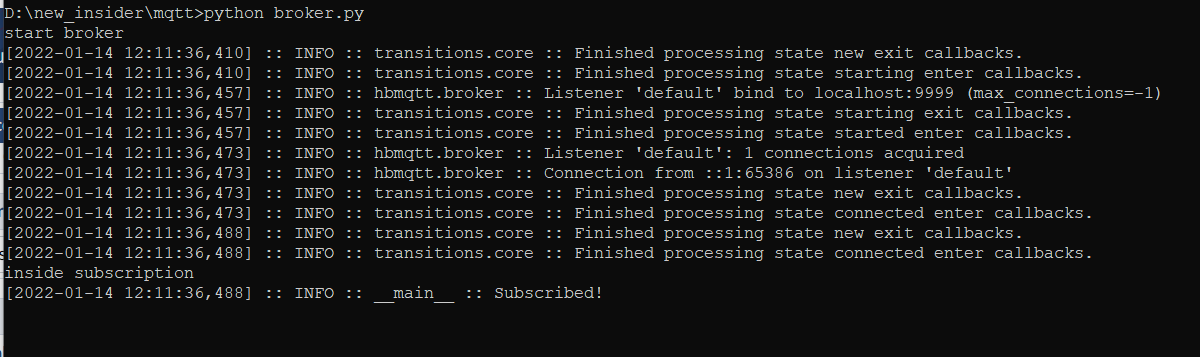 D:\new_insider\mqtt>python broker.py
start broker
[2022-01-14 12:11:36,410] :: INFO :: transitions.core :: Finished processing state new exit callbacks.
[2022-01-14 12:11:36,410] :: INFO :: transitions.core :: Finished processing state starting enter callbacks.
[2022-01-14 12:11:36,457] :: INFO :: hbmqtt.broker :: Listener 'default' bind to localhost:9999 (max_connections=-1)
[2022-01-14 12:11:36,457] :: INFO :: transitions.core :: Finished processing state starting exit callbacks.
[2022-01-14 12:11:36,457] :: INFO :: transitions.core :: Finished processing state started enter callbacks.
[2022-01-14 12:11:36,473] :: INFO :: hbmqtt.broker :: Listener 'default': 1 connections acquired
[2022-01-14 12:11:36,473] :: INFO :: hbmqtt.broker :: Connection from ::1:65386 on listener 'default'
[2022-01-14 12:11:36,473] :: INFO :: transitions.core :: Finished processing state new exit callbacks.
[2022-01-14 12:11:36,473] :: INFO :: transitions.core :: Finished processing state connected enter callbacks.
[2022-01-14 12:11:36,488] :: INFO :: transitions.core :: Finished processing state new exit callbacks.
[2022-01-14 12:11:36,488] :: INFO :: transitions.core :: Finished processing state connected enter callbacks.
inside subscription
[2022-01-14 12:11:36,488] :: INFO :: __main__ :: Subscribed!